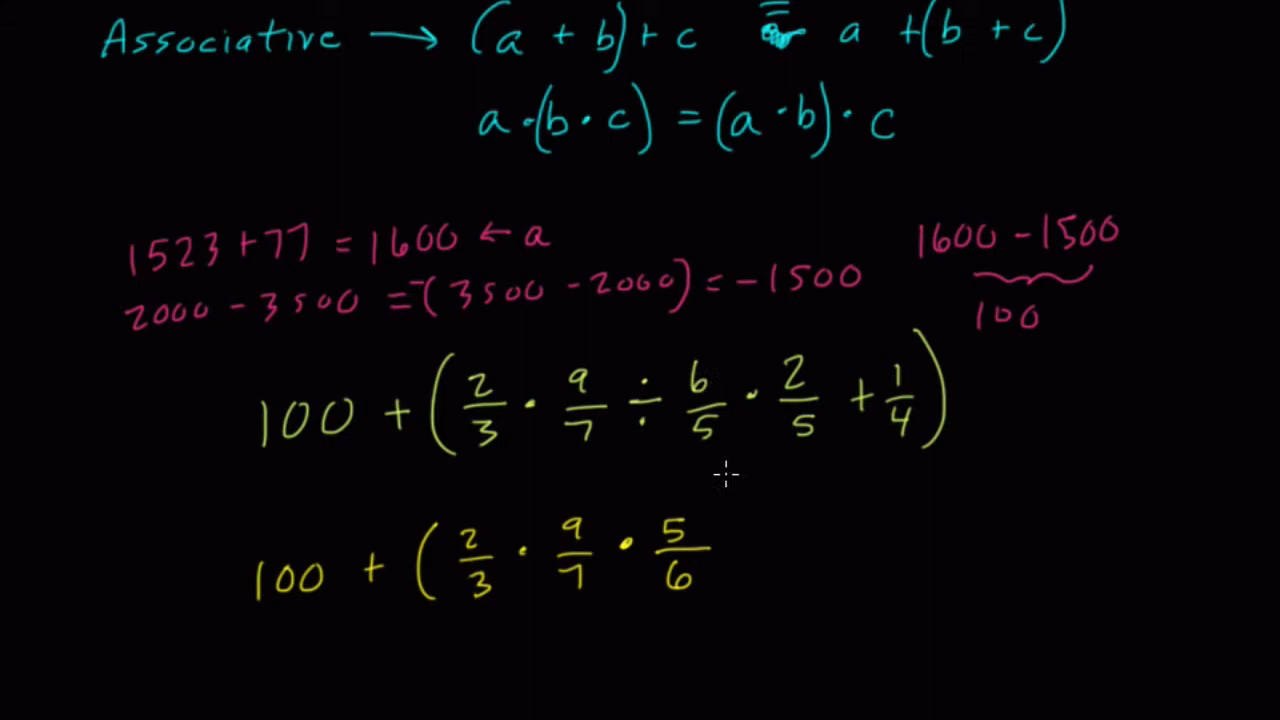 Associative → (a + b) + c = a + (b + c)
a · (b · c) = (a · b) · c
1523 + 77 = 1600 ← a
1600 - 1500
2000 - 3500 = -(3500 - 2000) = -1500
100
100 + (2/3 · 9/7 ÷ 6/5 · 2/5 + 1/4)
100 + (2/3 · 9/7 · 5/6